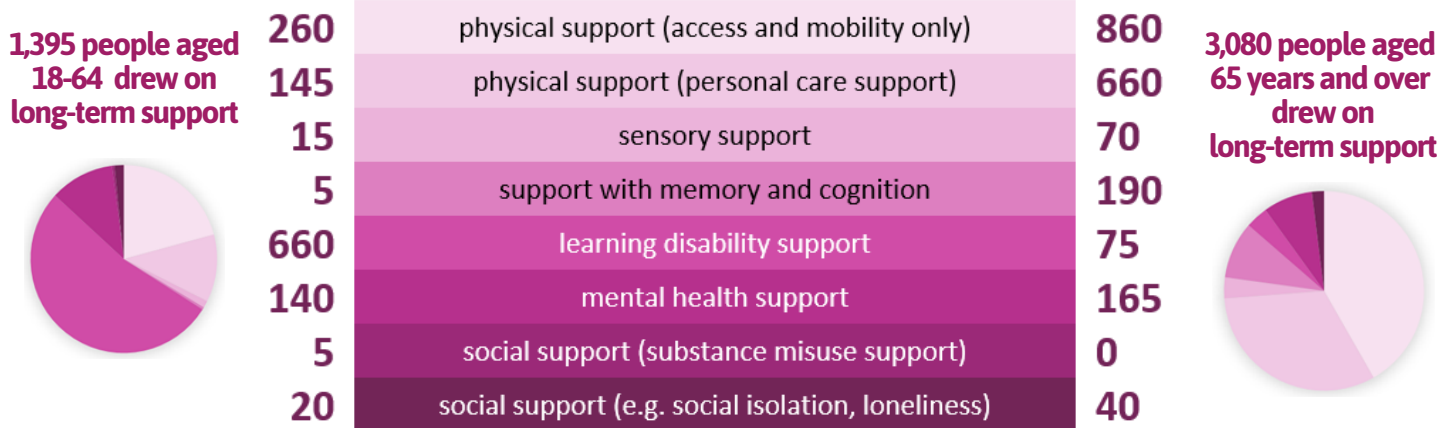 1,395 people aged
18-64 drew on
long-term support
260 physical support (access and mobility only) 860
145 physical support (personal care support) 660
15 sensory support 70
5 support with memory and cognition 190
660 learning disability support 75
140 mental health support 165
5 social support (substance misuse support) 0
20 social support (e.g. social isolation, loneliness) 40
3,080 people aged
65 years and over
drew on
long-term support